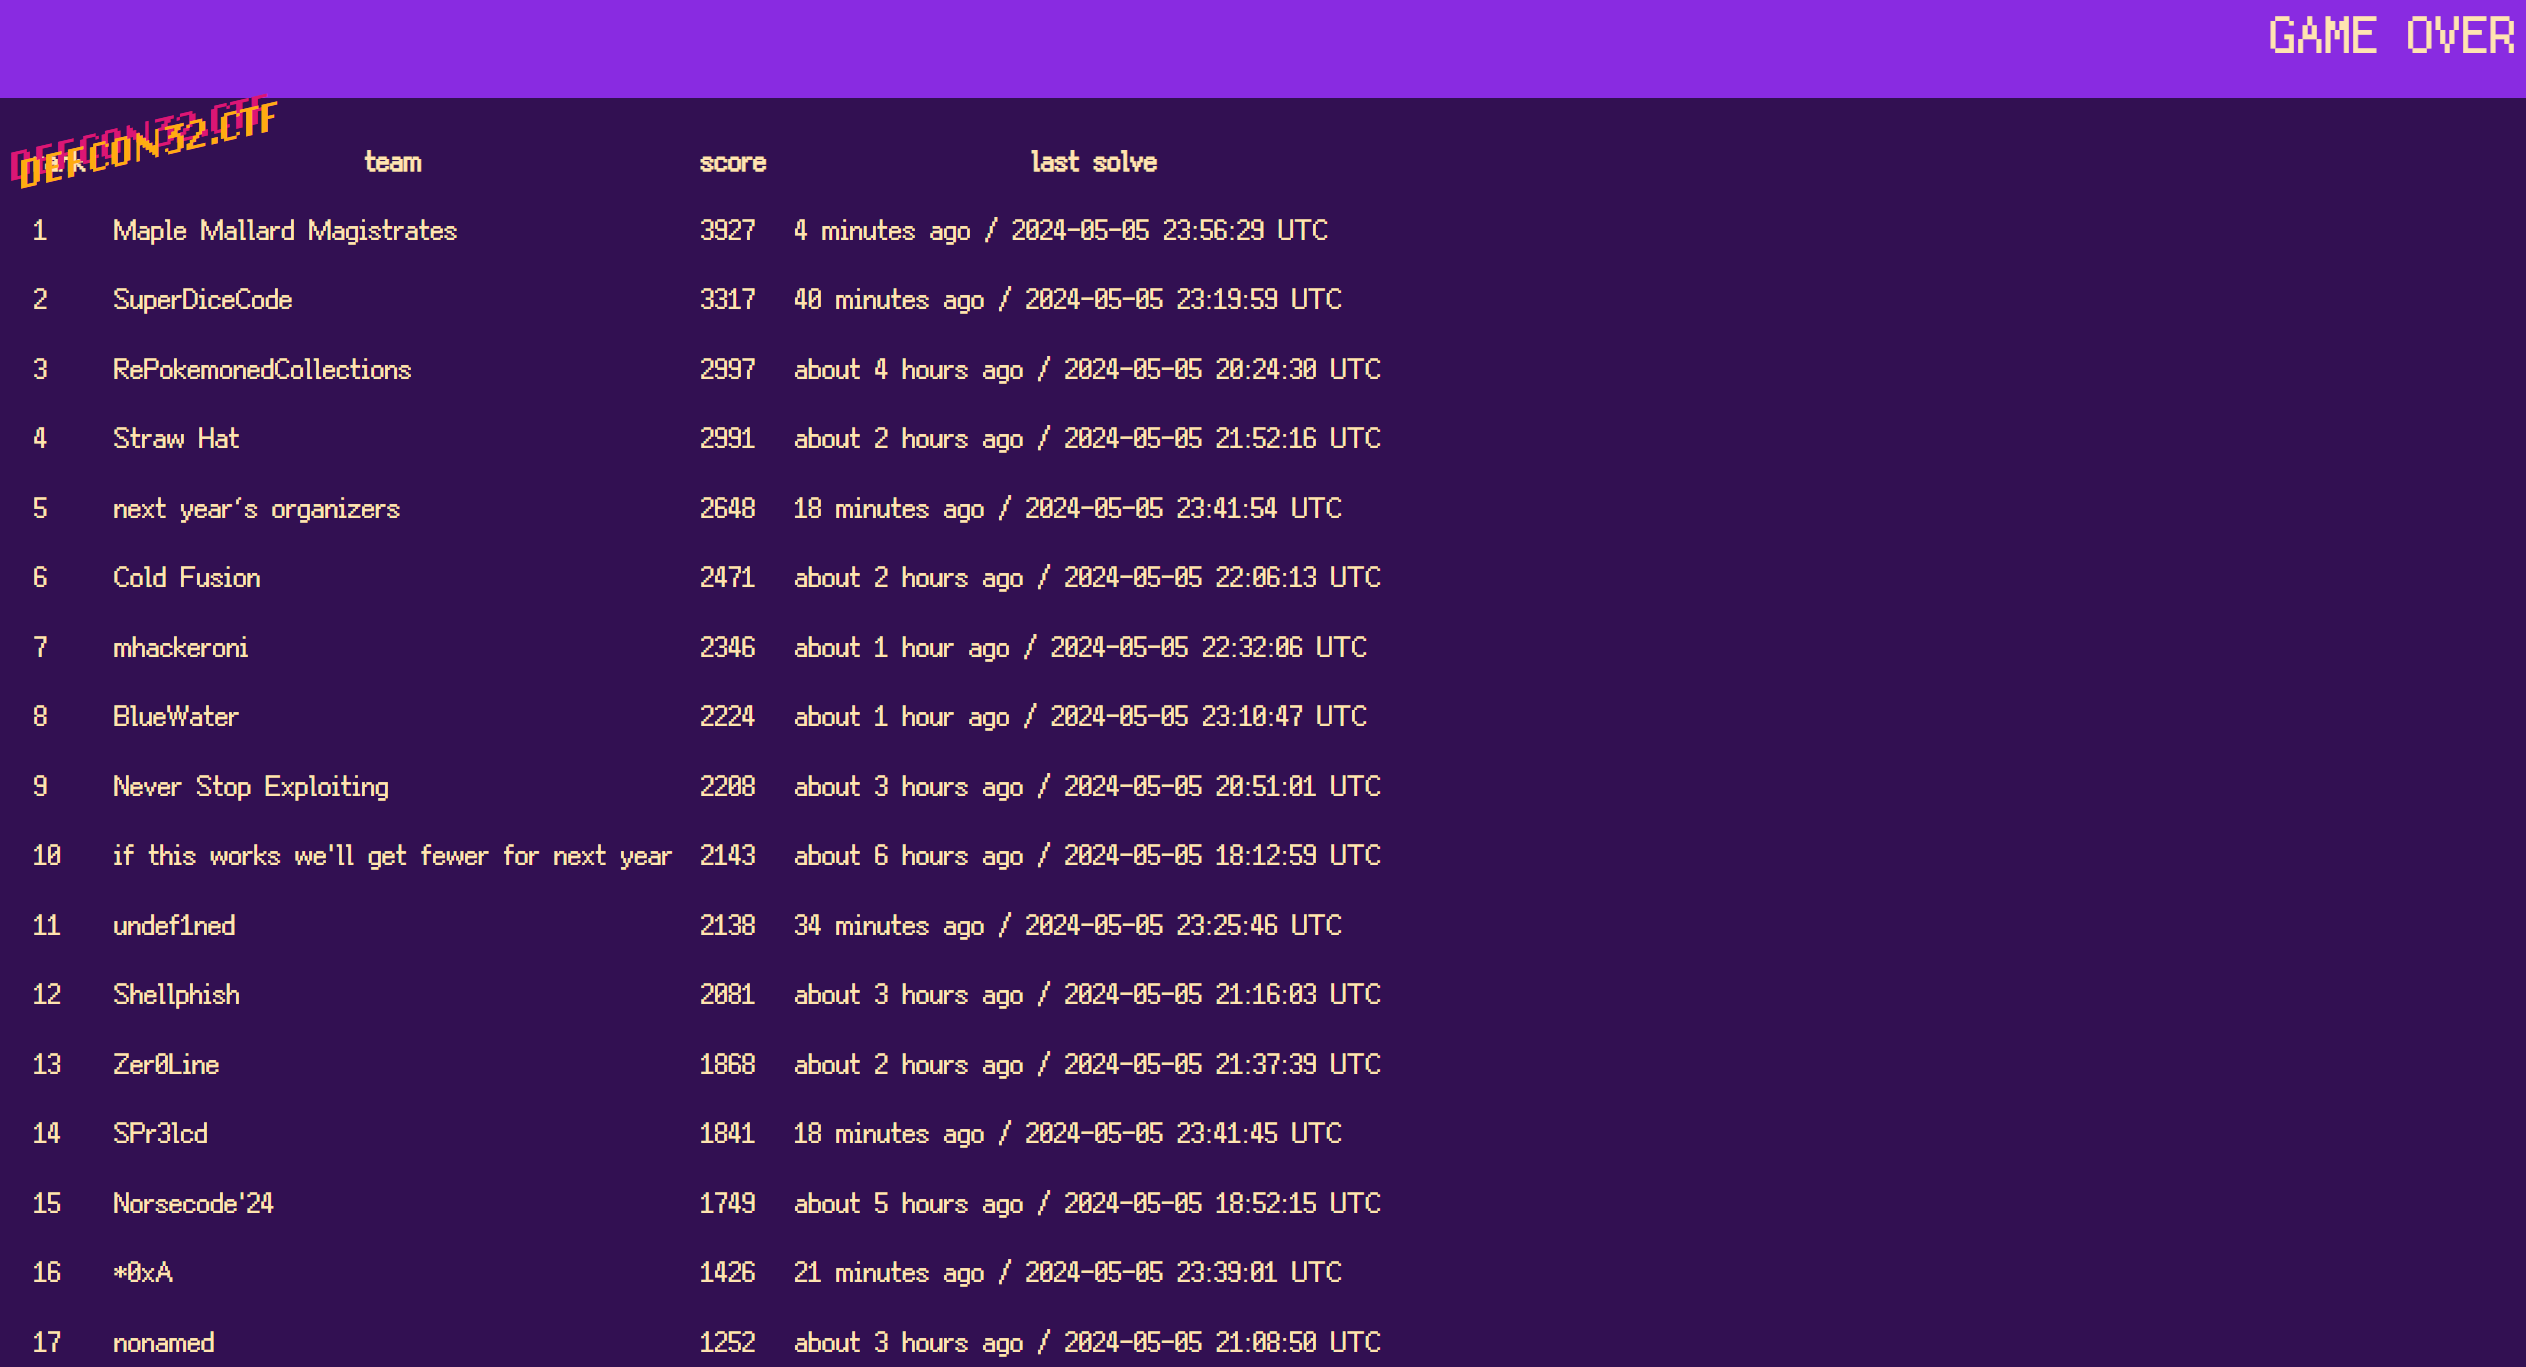 GAME OVER
DEFCON32.CTF
rank team score last solve
1 Maple Mallard Magistrates 3927 4 minutes ago / 2024-05-05 23:56:29 UTC
2 SuperDiceCode 3317 40 minutes ago / 2024-05-05 23:19:59 UTC
3 RePokemonedCollections 2997 about 4 hours ago / 2024-05-05 20:24:30 UTC
4 Straw Hat 2991 about 2 hours ago / 2024-05-05 21:52:16 UTC
5 next year’s organizers 2648 18 minutes ago / 2024-05-05 23:41:54 UTC
6 Cold Fusion 2471 about 2 hours ago / 2024-05-05 22:06:13 UTC
7 mhackeroni 2346 about 1 hour ago / 2024-05-05 22:32:06 UTC
8 BlueWater 2224 about 1 hour ago / 2024-05-05 23:10:47 UTC
9 Never Stop Exploiting 2208 about 3 hours ago / 2024-05-05 20:51:01 UTC
10 if this works we'll get fewer for next year 2143 about 6 hours ago / 2024-05-05 18:12:59 UTC
11 undef1ned 2138 34 minutes ago / 2024-05-05 23:25:46 UTC
12 Shellphish 2081 about 3 hours ago / 2024-05-05 21:16:03 UTC
13 Zer0Line 1868 about 2 hours ago / 2024-05-05 21:37:39 UTC
14 SPr3lcd 1841 18 minutes ago / 2024-05-05 23:41:45 UTC
15 Norsecode'24 1749 about 5 hours ago / 2024-05-05 18:52:15 UTC
16 *0xA 1426 21 minutes ago / 2024-05-05 23:39:01 UTC
17 nonamed 1252 about 3 hours ago / 2024-05-05 21:08:50 UTC